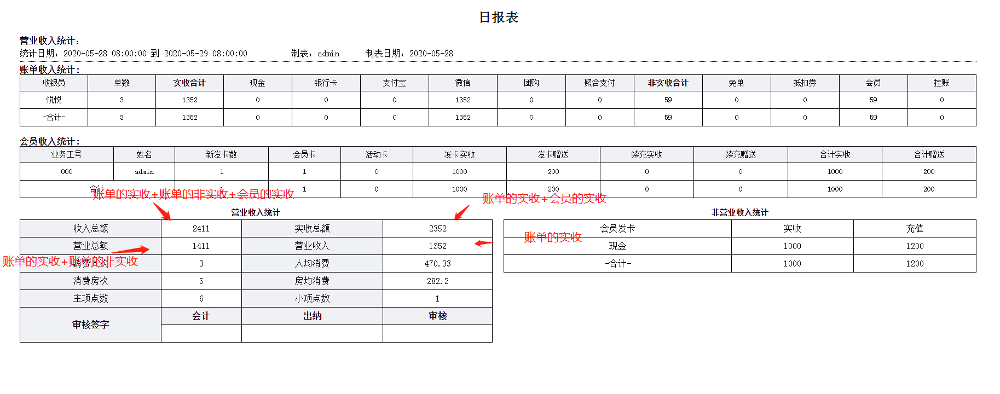 日报表
营业收入统计：
统计日期：2020-05-28 08:00:00 到 2020-05-29 08:00:00 制表：admin 制表日期：2020-05-28
账单收入统计：
收银员 单数 实收合计 现金 银行卡 支付宝 微信 团购 聚合支付 非实收合计 免单 抵扣券 会员 挂账
悦悦 3 1352 0 0 0 1352 0 0 59 0 0 59 0
-合计- 3 1352 0 0 0 1352 0 0 59 0 0 59 0
会员收入统计：
业务工号 姓名 新发卡数 会员卡 活动卡 发卡实收 发卡赠送 续充实收 续充赠送 合计实收 合计赠送
000 admin 1 1 0 1000 200 0 0 1000 200
合计 1 1 0 1000 200 0 0 1000 200
账单的实收+账单的非实收+会员的实收
账单的实收+会员的实收
营业收入统计
收入总额 2411 实收总额 2352
营业总额 1411 营业收入 1352
账单的实收
账单的实收+账单的非实收
消费人次 3 人均消费 470.33
消费房次 5 房均消费 282.2
主项点数 6 小项点数 1
审核签字 会计 出纳 审核
非营业收入统计
会员发卡 实收 充值
现金 1000 1200
-合计- 1000 1200